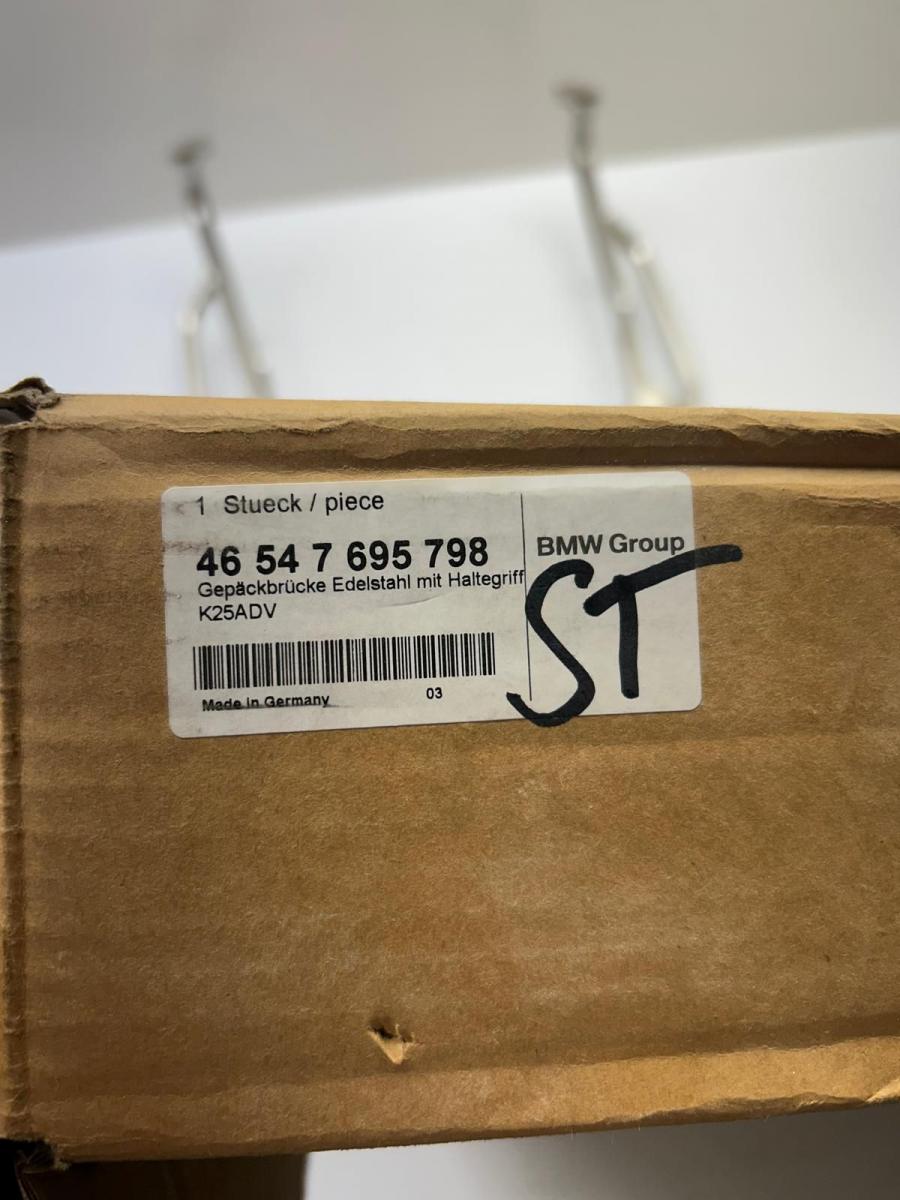 1 Stueck / piece
46 54 7 695 798
Gepäckbrücke Edelstahl mit Haltegriff
K25ADV
Made in Germany 03
BMW Group
ST